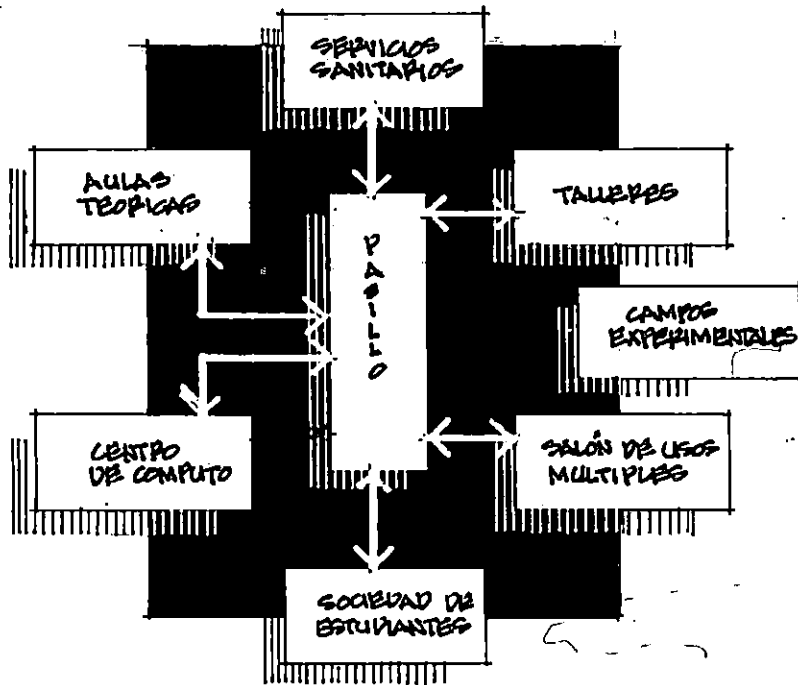 SERVICIOS
SANITARIOS
AULAS
TEORICAS
TALLERES
PASILLO
CAMPOS
EXPERIMENTALES
CENTRO
DE COMPUTO
SALÓN DE USOS
MULTIPLES
SOCIEDAD DE
ESTUDIANTES